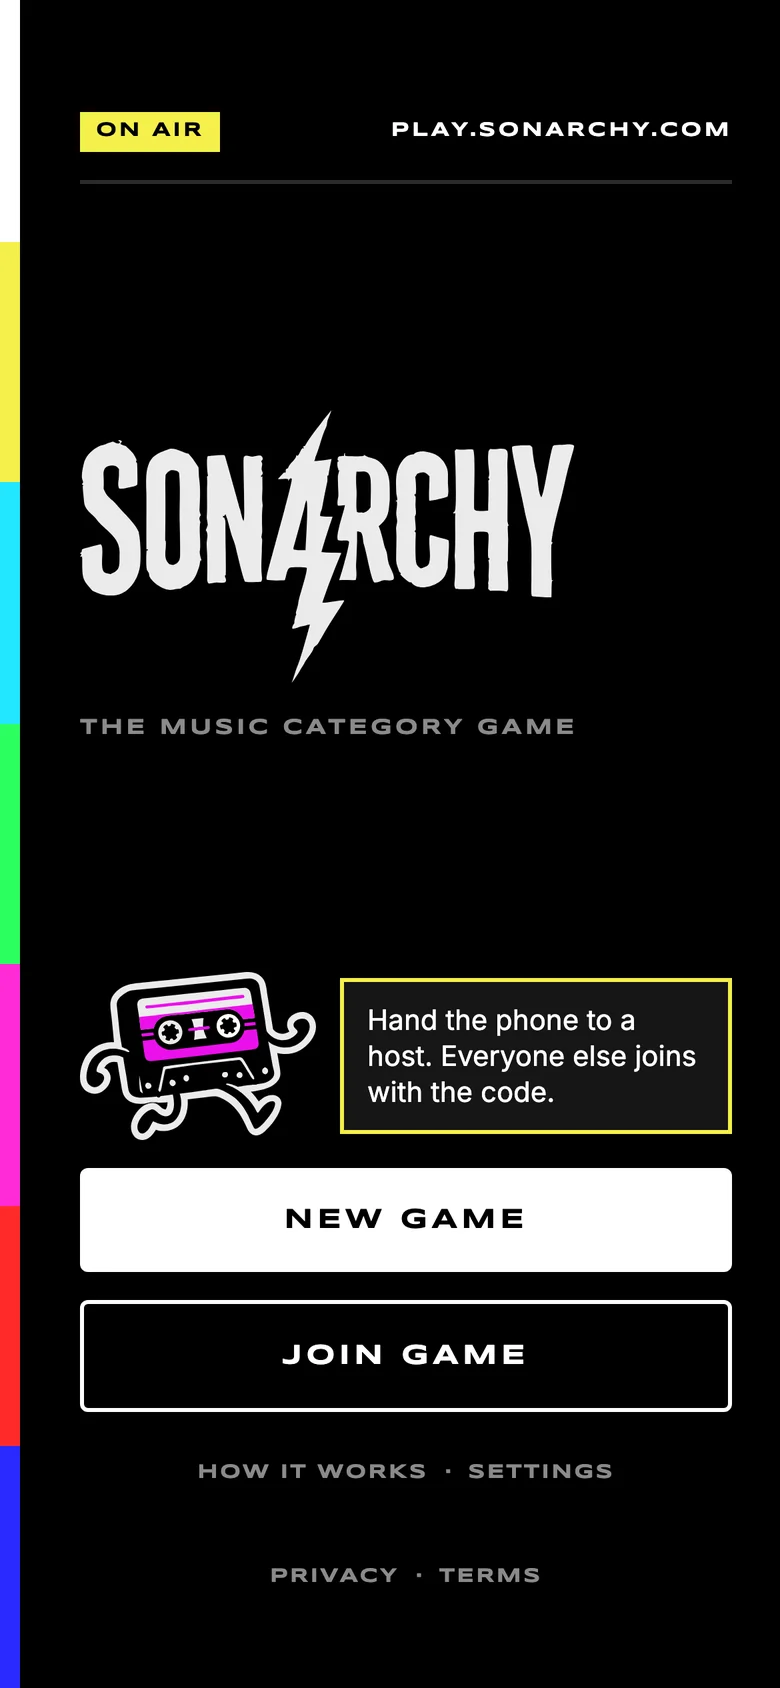 ON AIR
PLAY.SONARCHY.COM
SONARCHY
THE MUSIC CATEGORY GAME
Hand the phone to a
host. Everyone else joins
with the code.
NEW GAME
JOIN GAME
HOW IT WORKS · SETTINGS
PRIVACY · TERMS